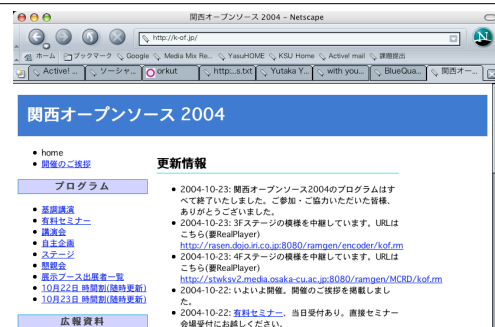 関西オープンソース 2004 - Netscape
http://k-of.jp/
ホーム ブックマーク Google Media Mix Re... YasuHOME KSU Home Active! mail 課題提出
Active! ... ソーシャ... orkut http:...s.txt Yutaka Y... with you... BlueQua... 関西オー...
関西オープンソース 2004
home
開催のご挨拶
プログラム
基調講演
有料セミナー
講演会
自主企画
ステージ
懇親会
展示ブース出展者一覧
10月22日 時間割(随時更新)
10月23日 時間割(随時更新)
広報資料
更新情報
2004-10-23: 関西オープンソース2004のプログラムはす
べて終了いたしました。ご参加・ご協力いただいた皆様、
ありがとうございました。
2004-10-23: 3Fステージの模様を中継しています。URLは
こちら(要RealPlayer)
http://rasen.dojo.iri.co.jp:8080/ramgen/encoder/kof.rm
2004-10-23: 4Fステージの模様を中継しています。URLは
こちら(要RealPlayer)
http://stwksv2.media.osaka-cu.ac.jp:8080/ramgen/MCRD/kof.rm
2004-10-22: いよいよ開催。開催のご挨拶を掲載しまし
た。
2004-10-22: 有料セミナー、当日受付あり。直接セミナー
会場受付にお越しください。